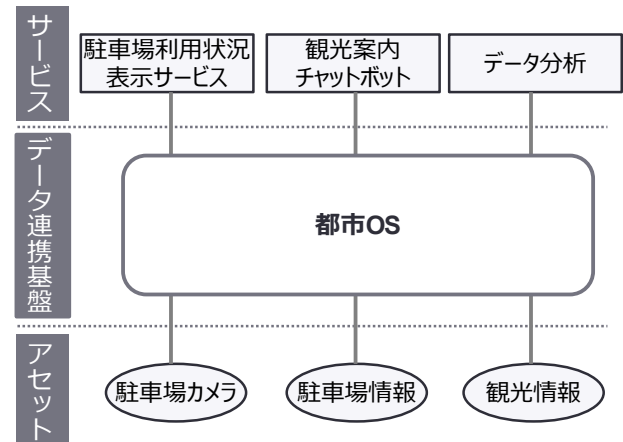 サービス
駐車場利用状況
表示サービス
観光案内
チャットボット
データ分析
データ連携基盤
都市OS
アセット
駐車場カメラ
駐車場情報
観光情報